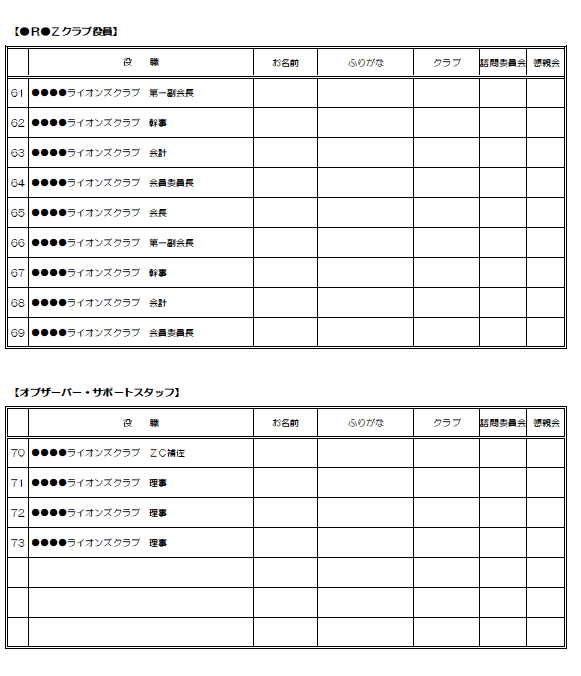 【●Ｒ●Ｚクラブ役員】
役　職 お名前 ふりがな クラブ 諮問委員会 懇親会
61 ●●●●ライオンズクラブ　第一副会長
62 ●●●●ライオンズクラブ　幹事
63 ●●●●ライオンズクラブ　会計
64 ●●●●ライオンズクラブ　会員委員長
65 ●●●●ライオンズクラブ　会長
66 ●●●●ライオンズクラブ　第一副会長
67 ●●●●ライオンズクラブ　幹事
68 ●●●●ライオンズクラブ　会計
69 ●●●●ライオンズクラブ　会員委員長
【オブザーバー・サポートスタッフ】
役　職 お名前 ふりがな クラブ 諮問委員会 懇親会
70 ●●●●ライオンズクラブ　ＺＣ補佐
71 ●●●●ライオンズクラブ　理事
72 ●●●●ライオンズクラブ　理事
73 ●●●●ライオンズクラブ　理事